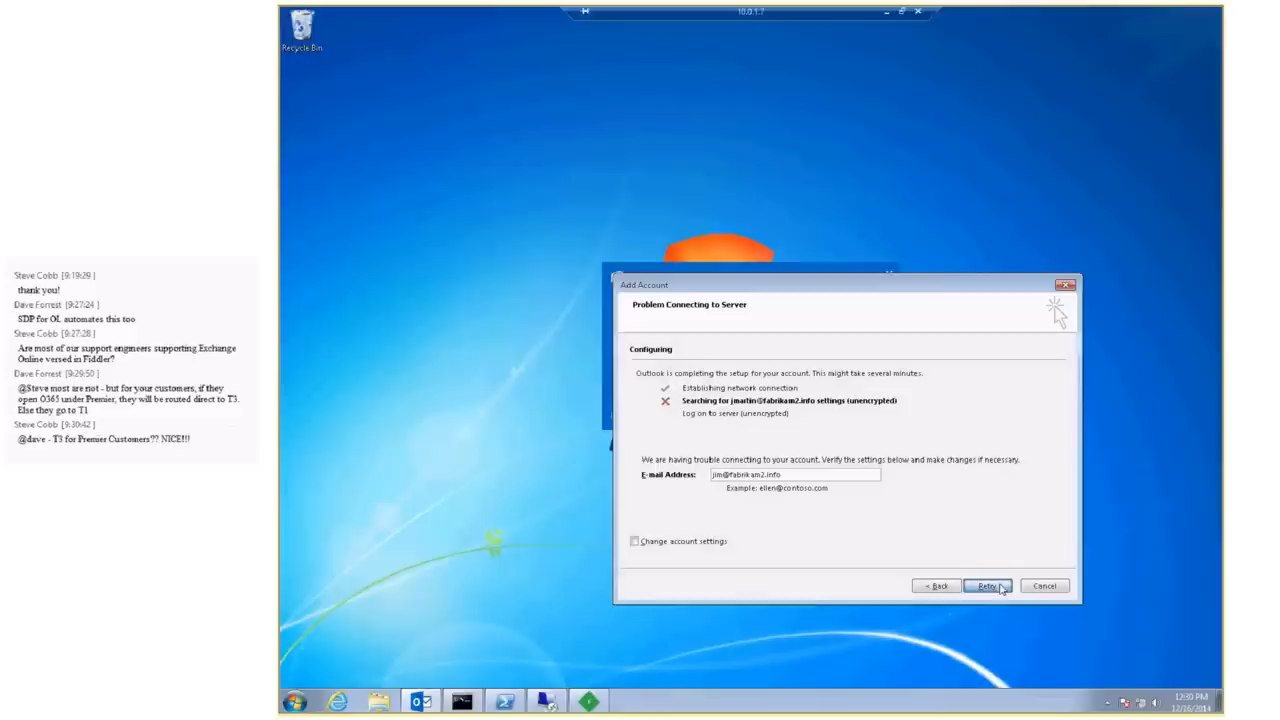 10.0.1.7
Recycle Bin
Steve Cobb [9:19:29 ]
thank you!
Dave Forrest [9:27:24 ]
SDP for OL automates this too
Steve Cobb [9:27:28 ]
Are most of our support engineers supporting Exchange
Online versed in Fiddler?
Dave Forrest [9:29:50 ]
@Steve most are not - but for your customers, if they
open O365 under Premier, they will be routed direct to T3.
Else they go to T1
Steve Cobb [9:30:42 ]
@dave - T3 for Premier Customers?? NICE!!!
Add Account
Problem Connecting to Server
Configuring
Outlook is completing the setup for your account. This might take several minutes.
Establishing network connection
Searching for jmartin@fabrikam2.info settings (unencrypted)
Log on to server (unencrypted)
We are having trouble connecting to your account. Verify the settings below and make changes if necessary.
E-mail Address: jim@fabrikam2.info
Example: ellen@contoso.com
Change account settings
< Back Retry Cancel
12:30 PM
12/16/2014